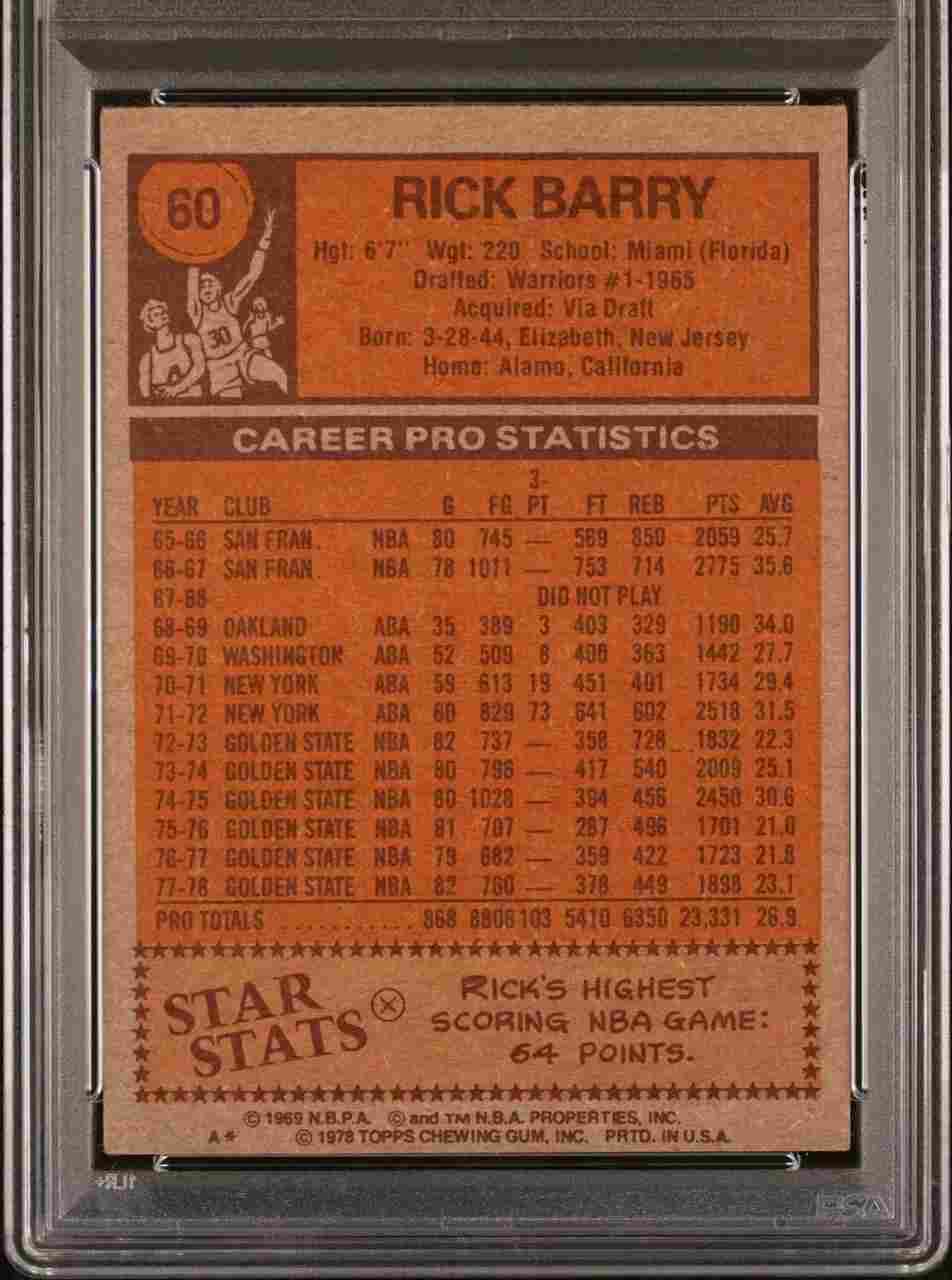 60
RICK BARRY
Hgt: 6'7" Wgt: 220 School: Miami (Florida)
Drafted: Warriors #1-1965
Acquired: Via Draft
Born: 3-28-44, Elizabeth, New Jersey
Home: Alamo, California
30
CAREER PRO STATISTICS
YEAR CLUB G FG 3-PT FT REB PTS AVG
65-66 SAN FRAN. NBA 80 745 — 569 850 2059 25.7
66-67 SAN FRAN. NBA 78 1011 — 753 714 2775 35.6
67-68 DID NOT PLAY
68-69 OAKLAND ABA 35 389 3 403 329 1190 34.0
69-70 WASHINGTON ABA 52 509 8 406 363 1442 27.7
70-71 NEW YORK ABA 59 613 19 451 401 1734 29.4
71-72 NEW YORK ABA 80 829 73 641 602 2518 31.5
72-73 GOLDEN STATE NBA 82 737 — 358 728 1832 22.3
73-74 GOLDEN STATE NBA 80 796 — 417 540 2009 25.1
74-75 GOLDEN STATE NBA 80 1028 — 394 456 2450 30.6
75-76 GOLDEN STATE NBA 81 707 — 287 496 1701 21.0
76-77 GOLDEN STATE NBA 79 682 — 359 422 1723 21.8
77-78 GOLDEN STATE NBA 82 760 — 378 449 1898 23.1
PRO TOTALS ........... 868 8806 103 5410 6350 23,331 26.9
STAR
STATS
RICK'S HIGHEST
SCORING NBA GAME:
64 POINTS.
© 1969 N.B.P.A. © and TM N.B.A. PROPERTIES, INC.
A* © 1978 TOPPS CHEWING GUM, INC. PRTD. IN U.S.A.
PSA